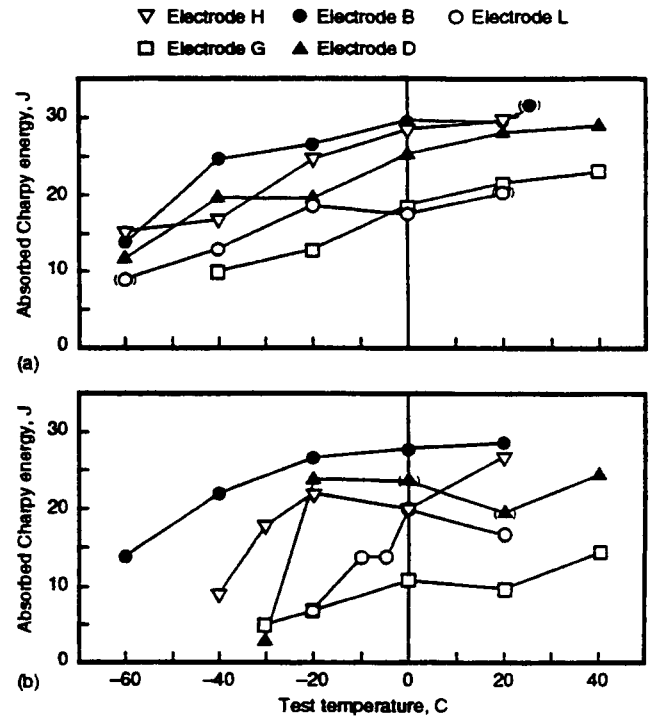 Electrode H Electrode B Electrode L
Electrode G Electrode D
Absorbed Charpy energy, J
30
20
10
0
(a)
Absorbed Charpy energy, J
30
20
10
0
(b)
-60 -40 -20 0 20 40
Test temperature, C